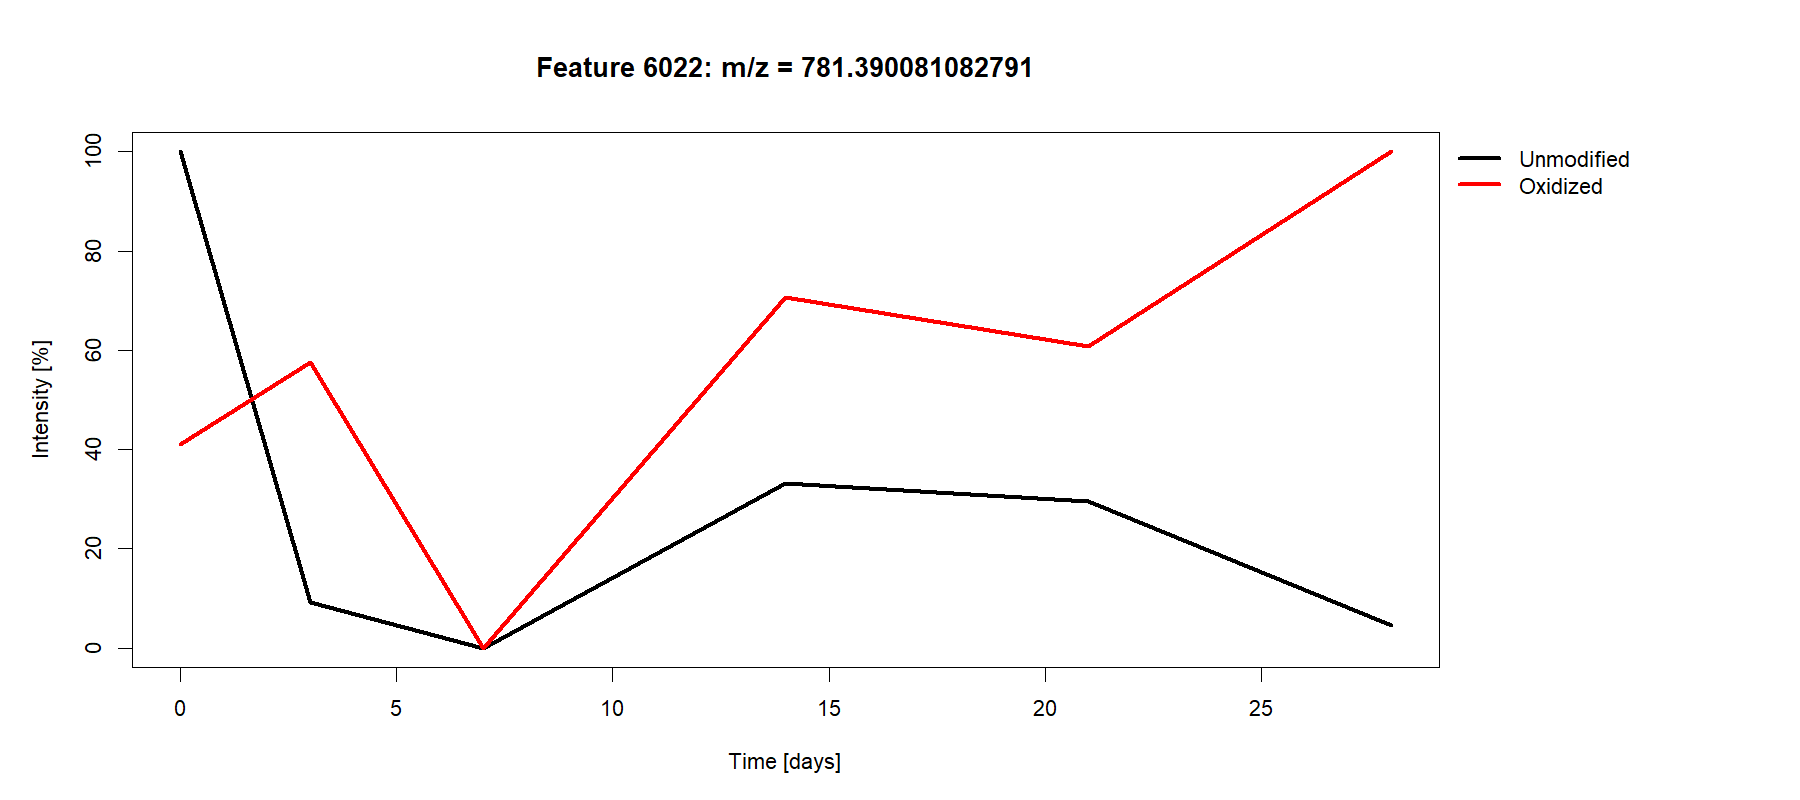 Feature 6022: m/z = 781.390081082791
Unmodified
Oxidized
Intensity [%]
100
80
60
40
20
0
0 5 10 15 20 25
Time [days]